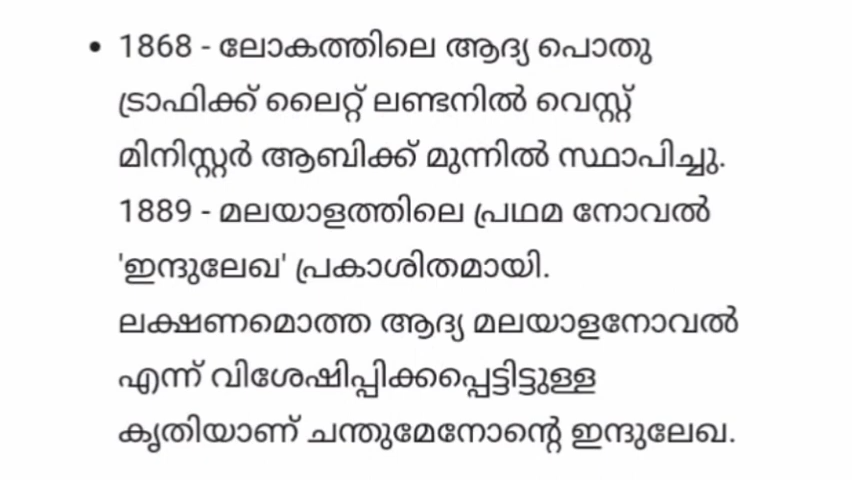 • 1868 - ലോകത്തിലെ ആദ്യ പൊതു
ട്രാഫിക്ക് ലൈറ്റ് ലണ്ടനിൽ വെസ്റ്റ്
മിനിസ്റ്റർ ആബിക്ക് മുന്നിൽ സ്ഥാപിച്ചു.
1889 - മലയാളത്തിലെ പ്രഥമ നോവൽ
'ഇന്ദുലേഖ' പ്രകാശിതമായി.
ലക്ഷണമൊത്ത ആദ്യ മലയാളനോവൽ
എന്ന് വിശേഷിപ്പിക്കപ്പെട്ടിട്ടുള്ള
കൃതിയാണ് ചന്തുമേനോന്റെ ഇന്ദുലേഖ.